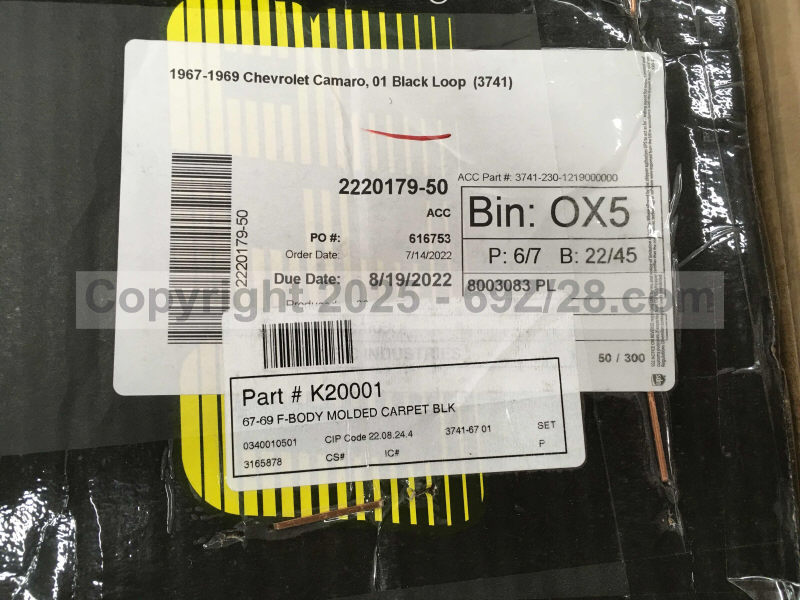 1967-1969 Chevrolet Camaro, 01 Black Loop (3741)
ACC Part #: 3741-230-1219000000
2220179-50
2220179-50
ACC
Bin: OX5
PO #: 616753
Order Date: 7/14/2022
P: 6/7 B: 22/45
Due Date: 8/19/2022
8003083 PL
Copyright 2025 - 69Z/28.com
INDUSTRIES
50 / 300
Part # K20001
67-69 F-BODY MOLDED CARPET BLK
0340010501 CIP Code 22.08.24.4 3741-67 01 SET
3165878 CS# IC# P